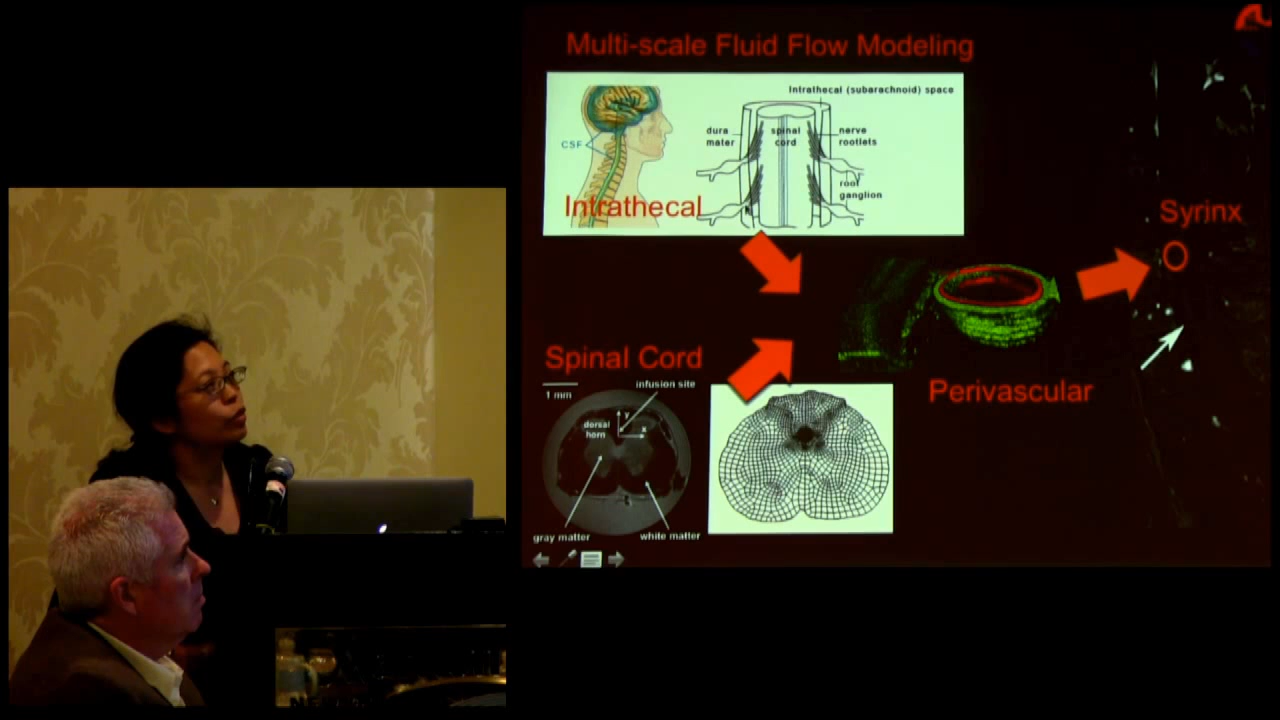 Multi-scale Fluid Flow Modeling
Intrathecal (subarachnoid) space
dura
mater
spinal
cord
nerve
rootlets
CSF
root
ganglion
Intrathecal
Syrinx
Spinal Cord
infusion site
1 mm
y
dorsal
horn
x
Perivascular
gray matter
white matter